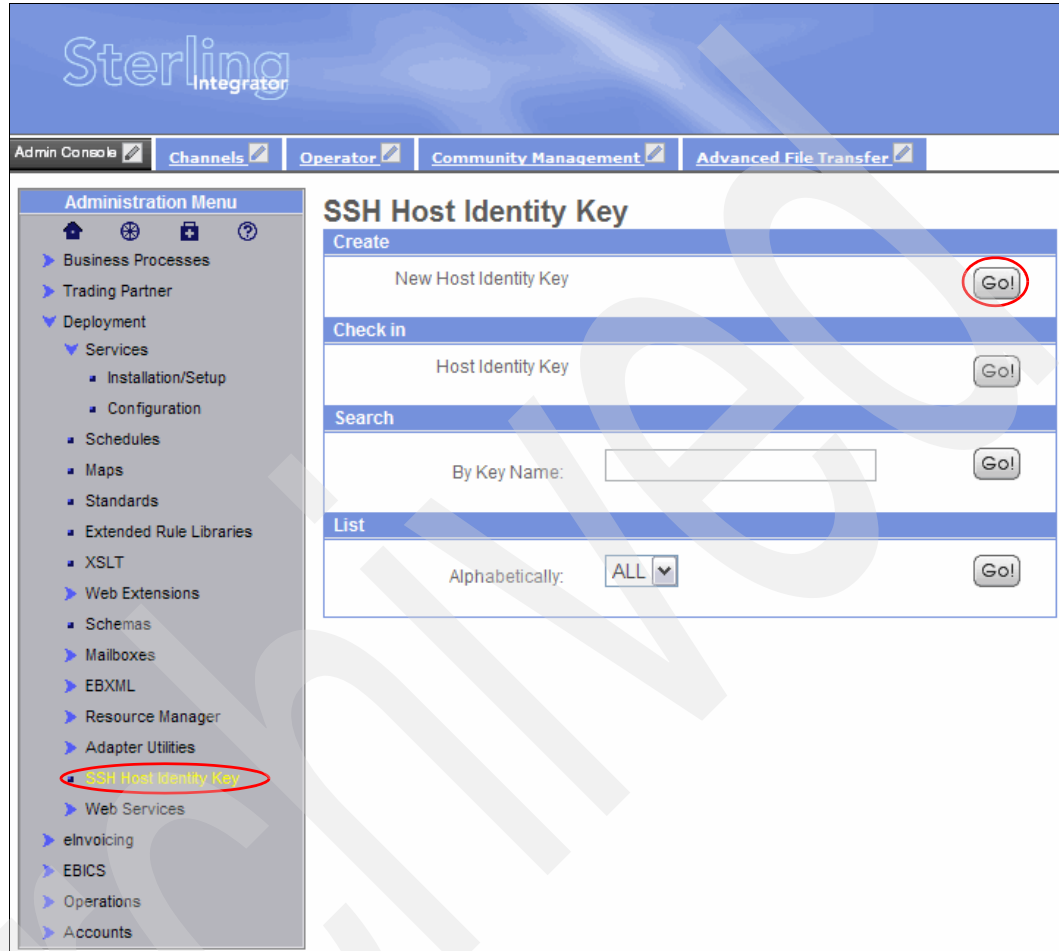 Sterling
Integrator
Admin Console
Channels
Operator
Community Management
Advanced File Transfer
Administration Menu
Business Processes
Trading Partner
Deployment
Services
Installation/Setup
Configuration
Schedules
Maps
Standards
Extended Rule Libraries
XSLT
Web Extensions
Schemas
Mailboxes
EBXML
Resource Manager
Adapter Utilities
SSH Host Identity Key
Web Services
eInvoicing
EBICS
Operations
Accounts
SSH Host Identity Key
Create
New Host Identity Key
Go!
Check in
Host Identity Key
Go!
Search
By Key Name:
Go!
List
Alphabetically:
ALL
Go!